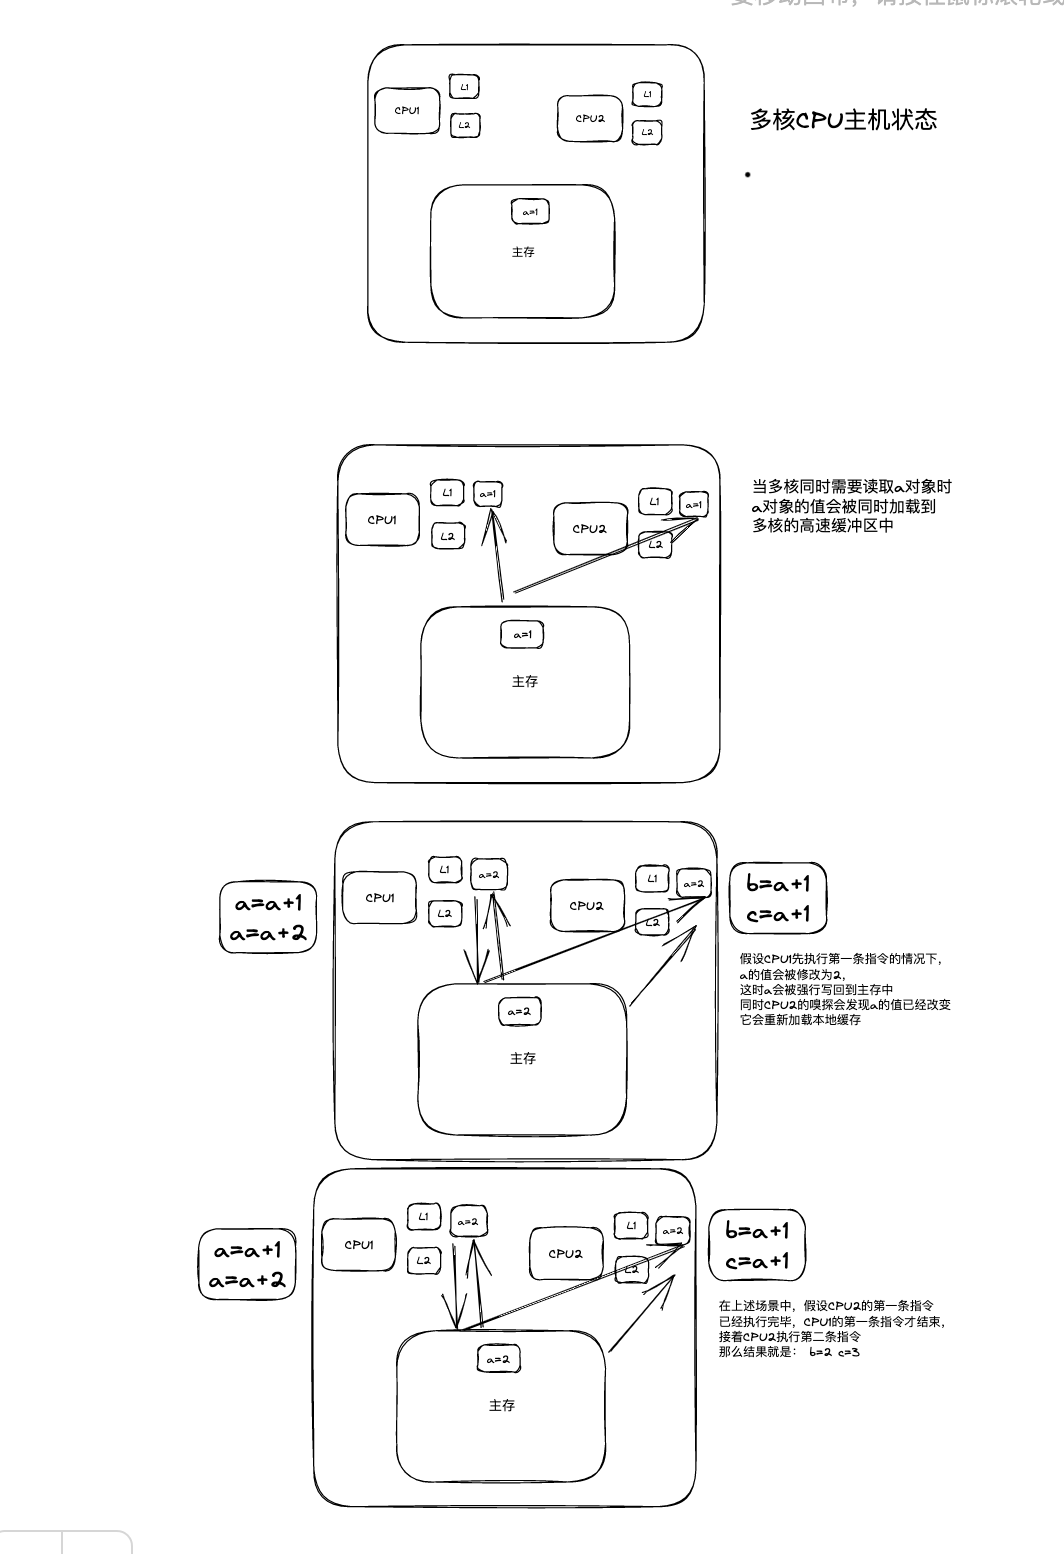 CPU1
L1
L2
CPU2
L1
L2
a=1
主存
多核CPU主机状态
CPU1
L1
a=1
L2
CPU2
L1
a=1
L2
a=1
主存
当多核同时需要读取a对象时
a对象的值会被同时加载到
多核的高速缓冲区中
a=a+1
a=a+2
CPU1
L1
a=2
L2
CPU2
L1
a=2
L2
a=2
主存
b=a+1
c=a+1
假设CPU1先执行第一条指令的情况下,
a的值会被修改为2,
这时a会被强行写回到主存中
同时CPU2的嗅探会发现a的值已经改变
它会重新加载本地缓存
a=a+1
a=a+2
CPU1
L1
a=2
L2
CPU2
L1
a=2
L2
a=2
主存
b=a+1
c=a+1
在上述场景中，假设CPU2的第一条指令
已经执行完毕，CPU1的第一条指令才结束，
接着CPU2执行第二条指令
那么结果就是： b=2 c=3